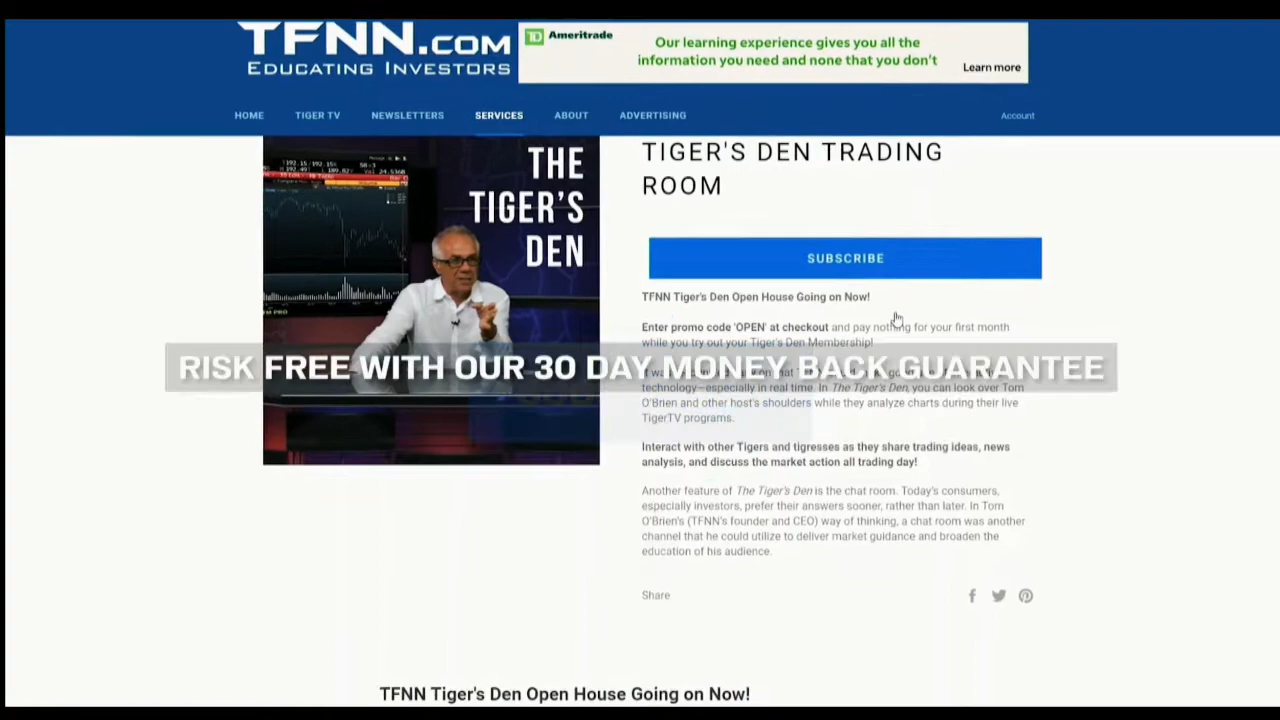 TFNN.COM
EDUCATING INVESTORS
Ameritrade
Our learning experience gives you all the
information you need and none that you don't
Learn more
HOME
TIGER TV
NEWSLETTERS
SERVICES
ABOUT
ADVERTISING
Account
THE
TIGER'S
DEN
TIGER'S DEN TRADING
ROOM
SUBSCRIBE
TFNN Tiger's Den Open House Going on Now!
Enter promo code 'OPEN' at checkout and pay nothing for your first month
while you try out your Tiger's Den Membership!
RISK FREE WITH OUR 30 DAY MONEY BACK GUARANTEE
technology—especially in real time. In The Tiger's Den, you can look over Tom
O'Brien and other host's shoulders while they analyze charts during their live
TigerTV programs.
Interact with other Tigers and tigresses as they share trading ideas, news
analysis, and discuss the market action all trading day!
Another feature of The Tiger's Den is the chat room. Today's consumers,
especially investors, prefer their answers sooner, rather than later. In Tom
O'Brien's (TFNN's founder and CEO) way of thinking, a chat room was another
channel that he could utilize to deliver market guidance and broaden the
education of his audience.
Share
TFNN Tiger's Den Open House Going on Now!